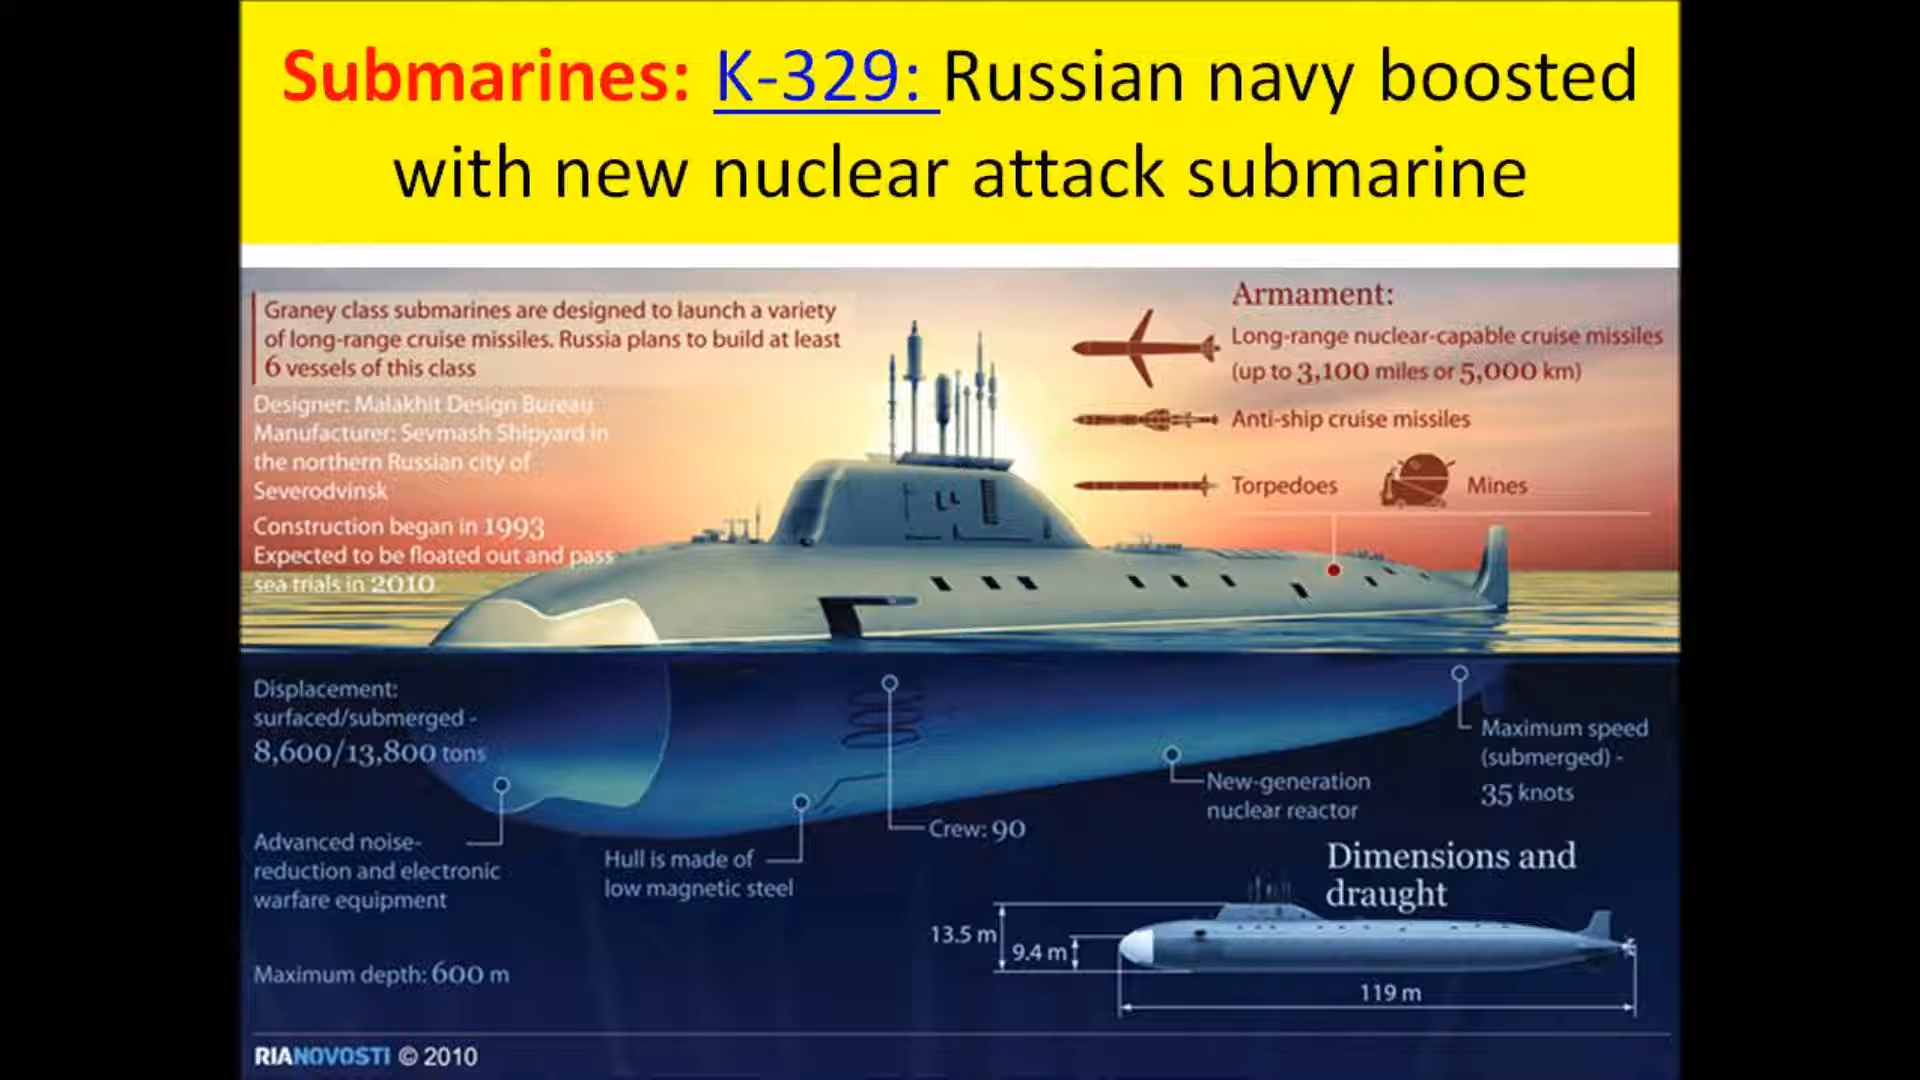 Submarines: K-329: Russian navy boosted
with new nuclear attack submarine
Graney class submarines are designed to launch a variety
of long-range cruise missiles. Russia plans to build at least
6 vessels of this class
Designer: Malakhit Design Bureau
Manufacturer: Sevmash Shipyard in
the northern Russian city of
Severodvinsk
Construction began in 1993
Expected to be floated out and pass
sea trials in 2010
Armament:
Long-range nuclear-capable cruise missiles
(up to 3,100 miles or 5,000 km)
Anti-ship cruise missiles
Torpedoes
Mines
Displacement:
surfaced/submerged -
8,600/13,800 tons
Advanced noise-
reduction and electronic
warfare equipment
Hull is made of
low magnetic steel
Crew: 90
New-generation
nuclear reactor
Maximum speed
(submerged) -
35 knots
Maximum depth: 600 m
Dimensions and
draught
13.5 m
9.4 m
119 m
RIANOVOSTI © 2010